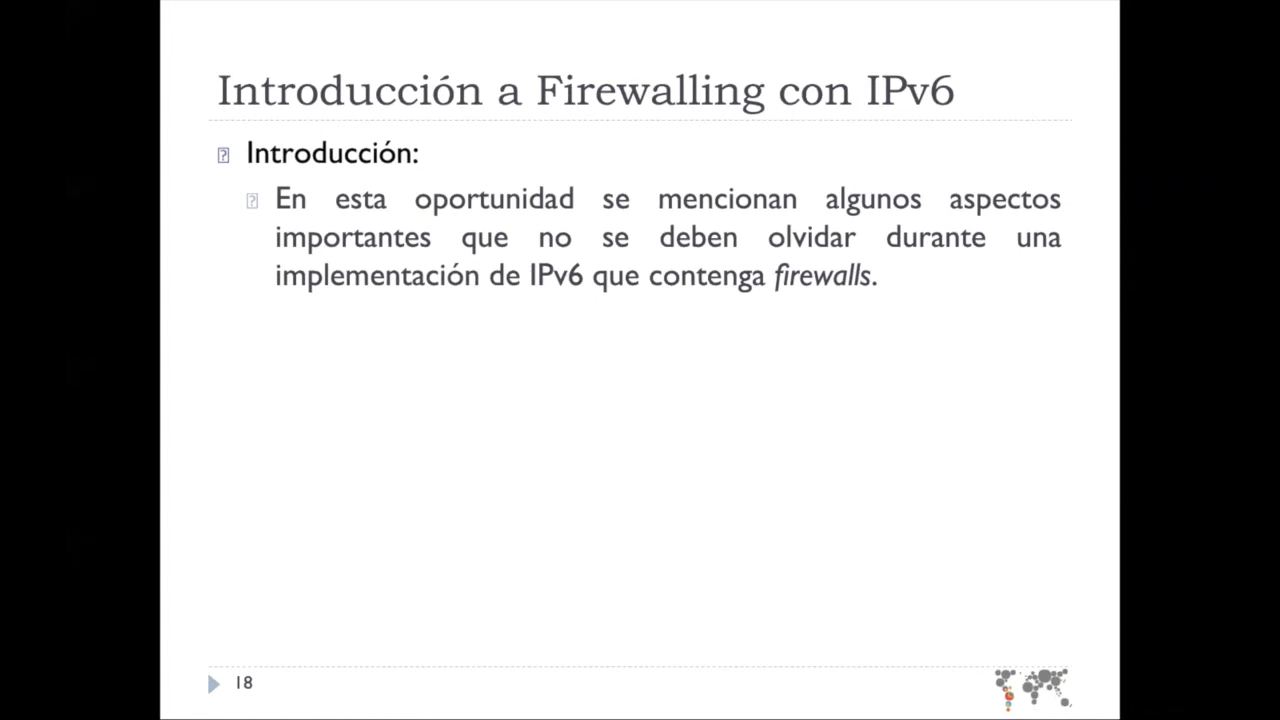 Introducción a Firewalling con IPv6
Introducción:
En esta oportunidad se mencionan algunos aspectos
importantes que no se deben olvidar durante una
implementación de IPv6 que contenga firewalls.
18